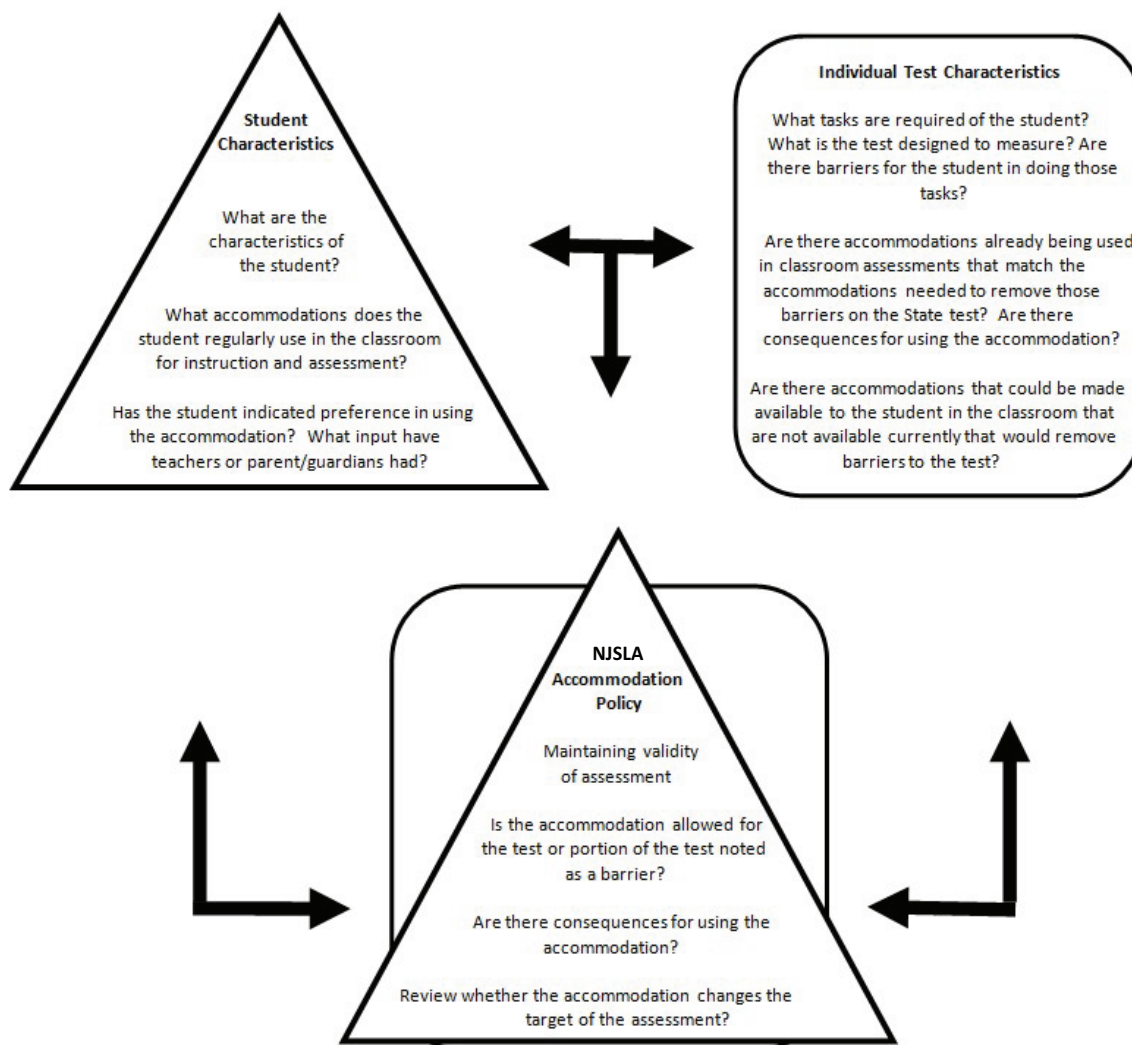 Student
Characteristics
What are the
characteristics of
the student?
What accommodations does the
student regularly use in the classroom
for instruction and assessment?
Has the student indicated preference in using
the accommodation? What input have
teachers or parent/guardians had?
Individual Test Characteristics
What tasks are required of the student?
What is the test designed to measure? Are
there barriers for the student in doing those
tasks?
Are there accommodations already being used
in classroom assessments that match the
accommodations needed to remove those
barriers on the State test? Are there
consequences for using the accommodation?
Are there accommodations that could be made
available to the student in the classroom that
are not available currently that would remove
barriers to the test?
NJSLA
Accommodation
Policy
Maintaining validity
of assessment
Is the accommodation allowed for
the test or portion of the test noted
as a barrier?
Are there consequences for using the
accommodation?
Review whether the accommodation changes the
target of the assessment?